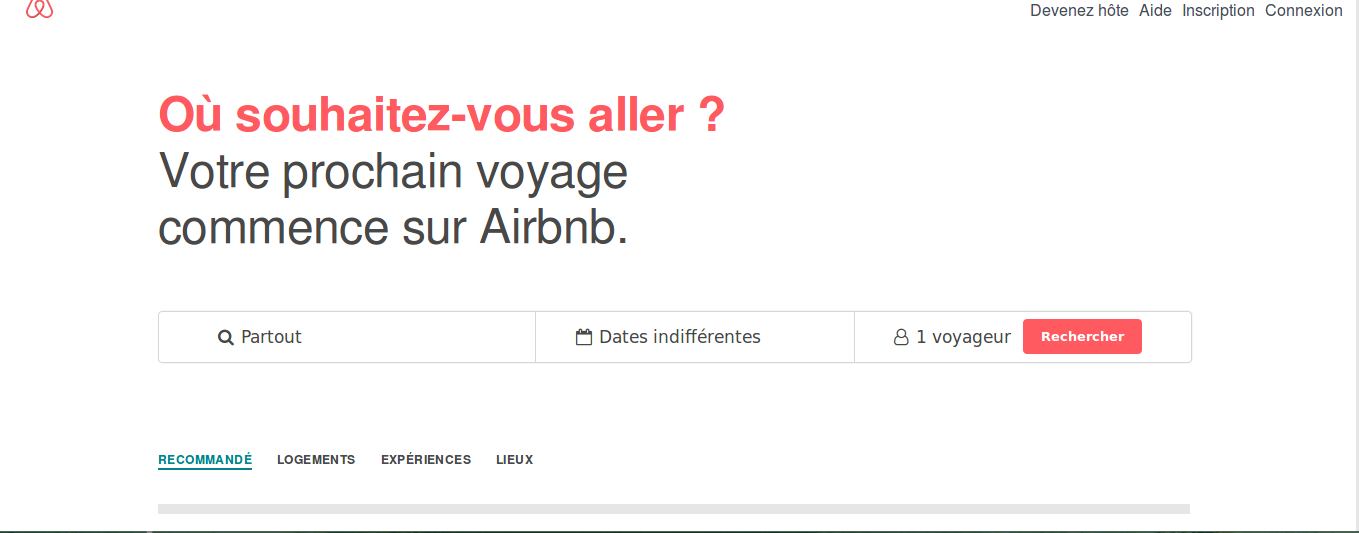 Devenez hôte Aide Inscription Connexion
Où souhaitez-vous aller ?
Votre prochain voyage
commence sur Airbnb.
Partout Dates indifférentes 1 voyageur Rechercher
RECOMMANDÉ LOGEMENTS EXPÉRIENCES LIEUX